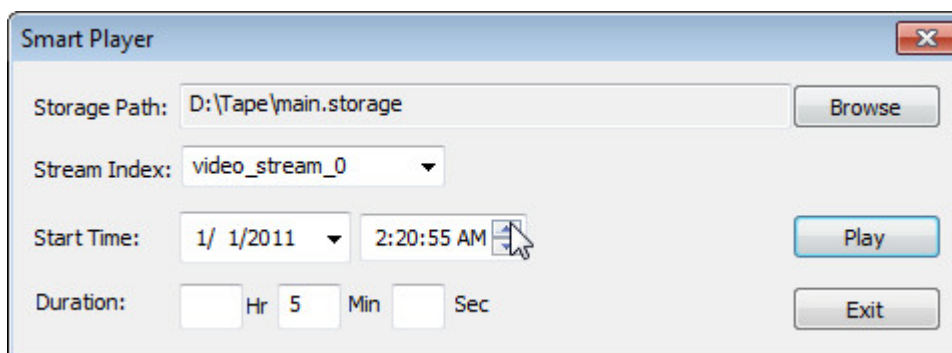 Smart Player
Storage Path: D:\Tape\main.storage Browse
Stream Index: video_stream_0
Start Time: 1/ 1/2011 2:20:55 AM Play
Duration: Hr 5 Min Sec Exit